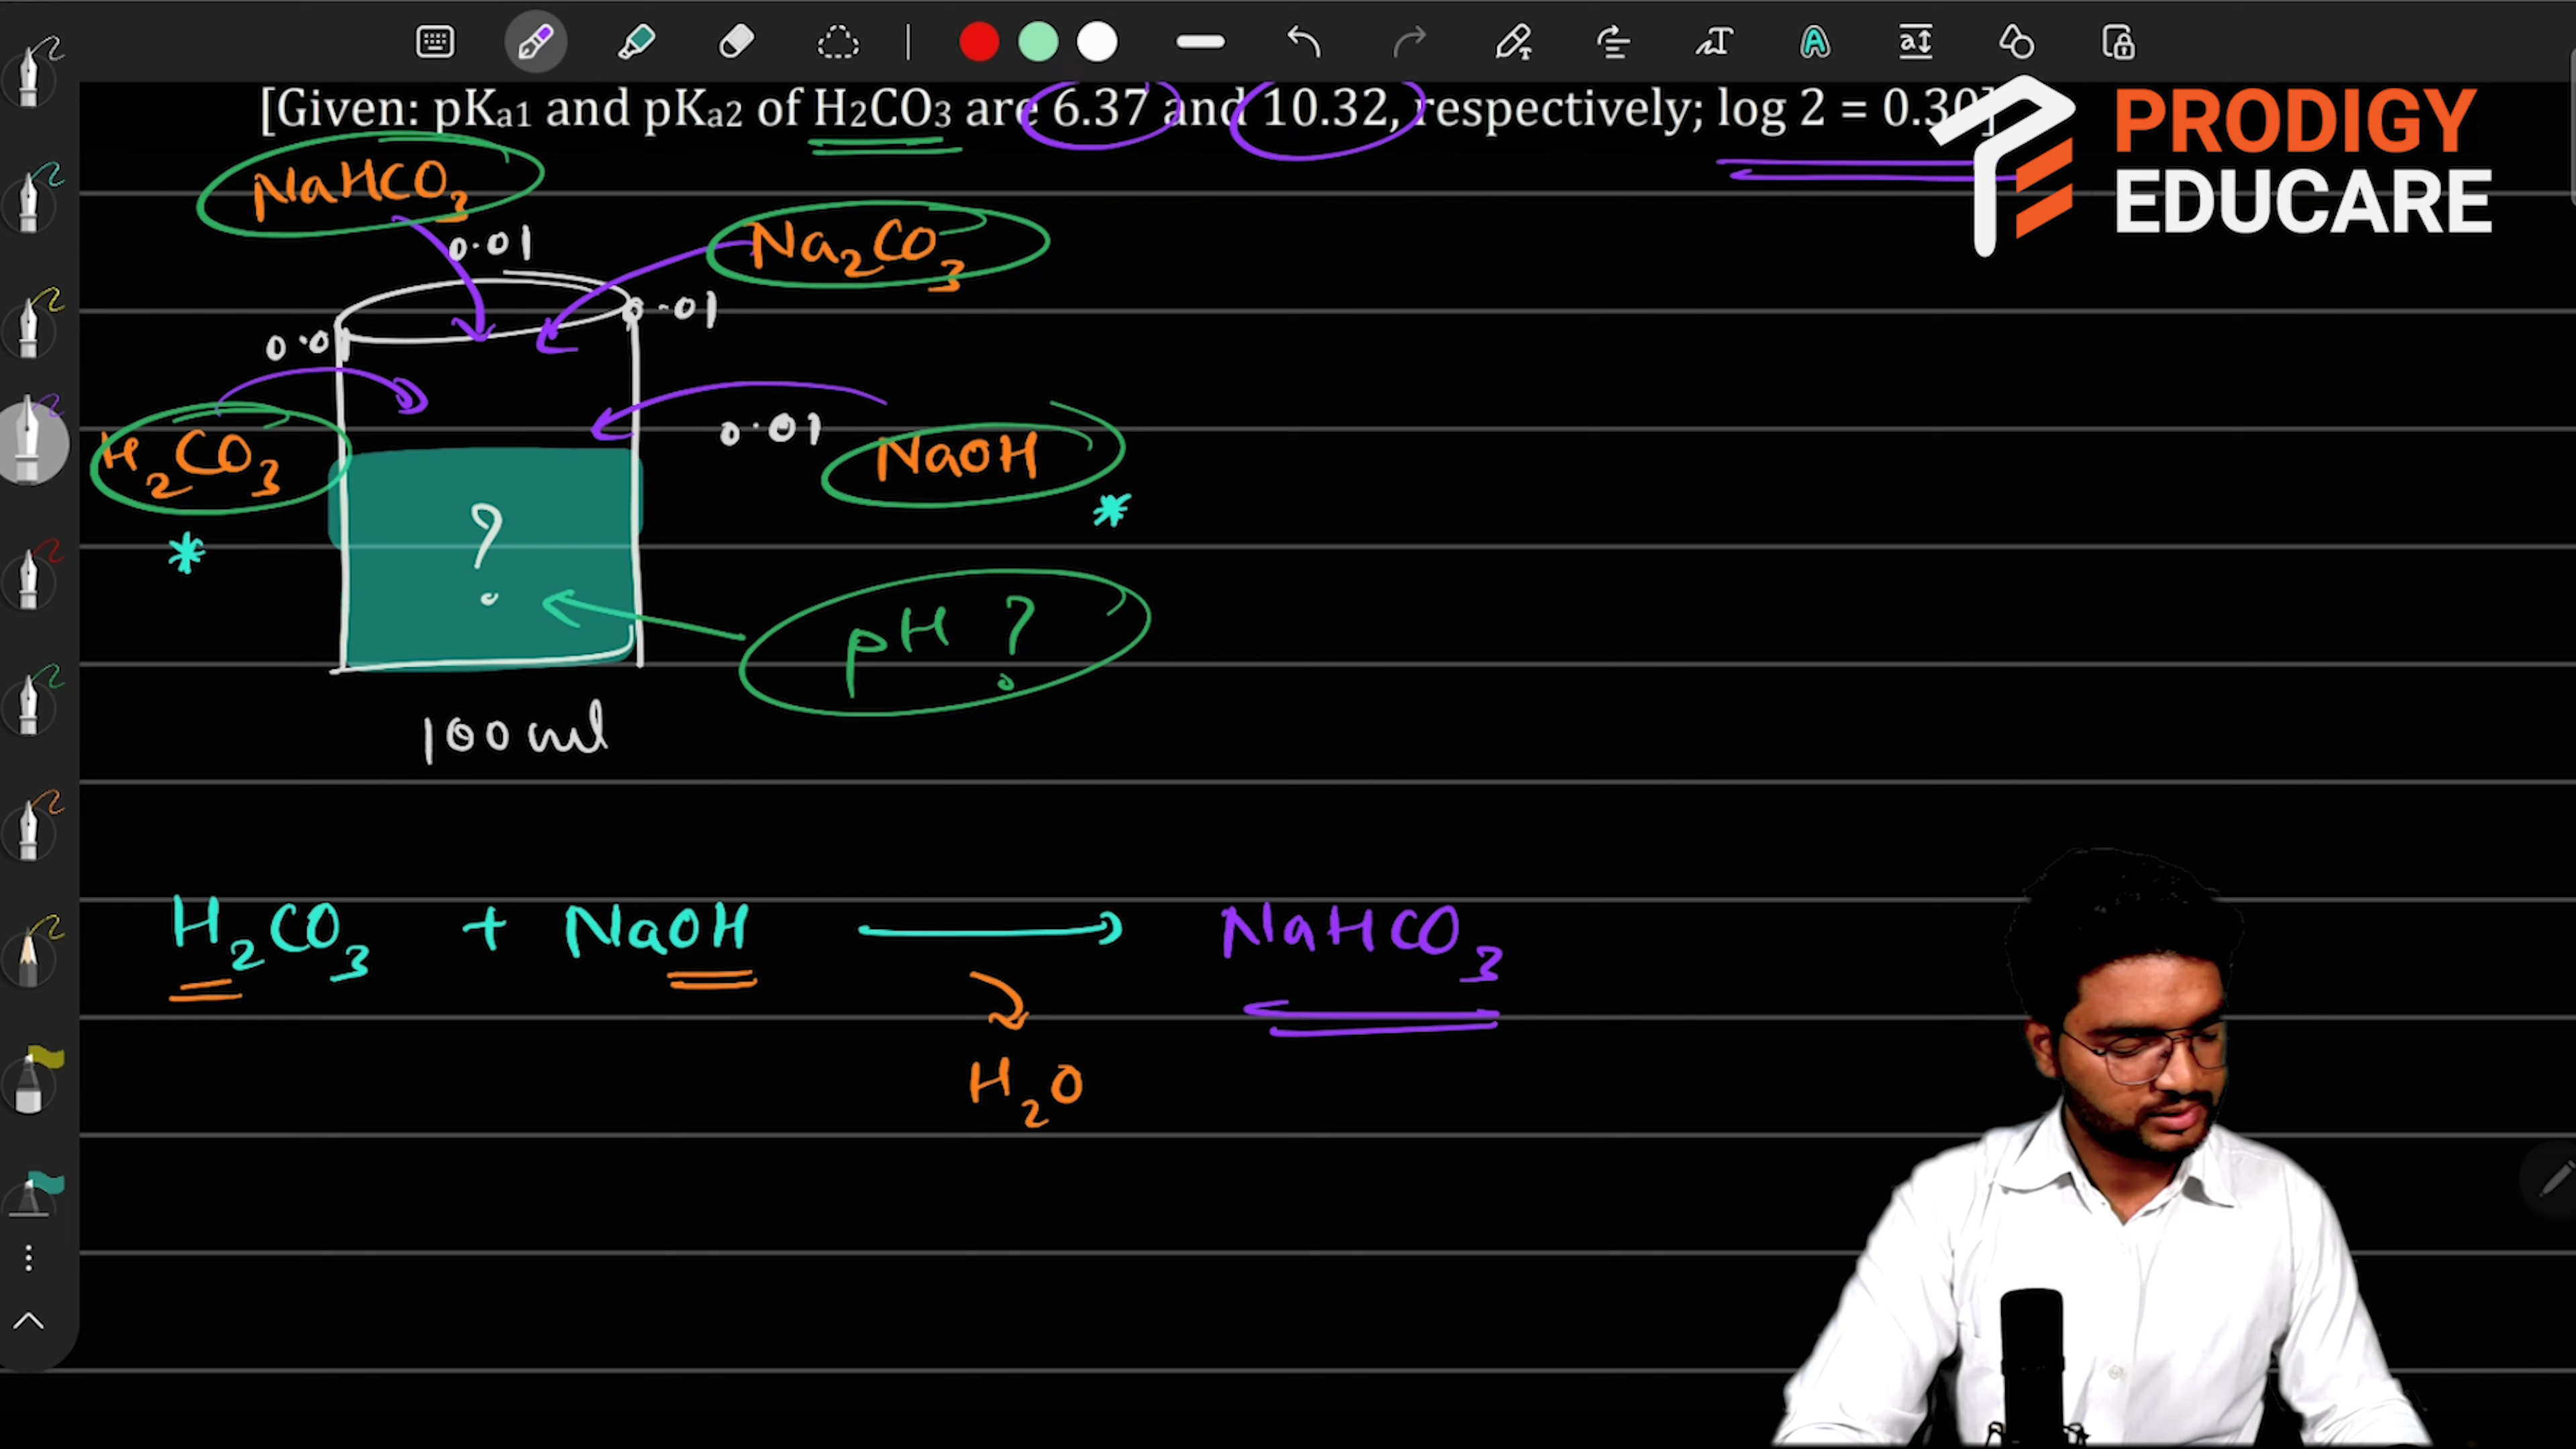 [Given: pKa1 and pKa2 of H2CO3 are 6.37 and 10.32, respectively; log 2 = 0.30]
PRODIGY
EDUCARE
NaHCO3
0.01
Na2CO3
0.01
0.01
H2CO3
0.01
NaOH
*
*
?
pH ?
100 ml
H2CO3 + NaOH → NaHCO3
H2O